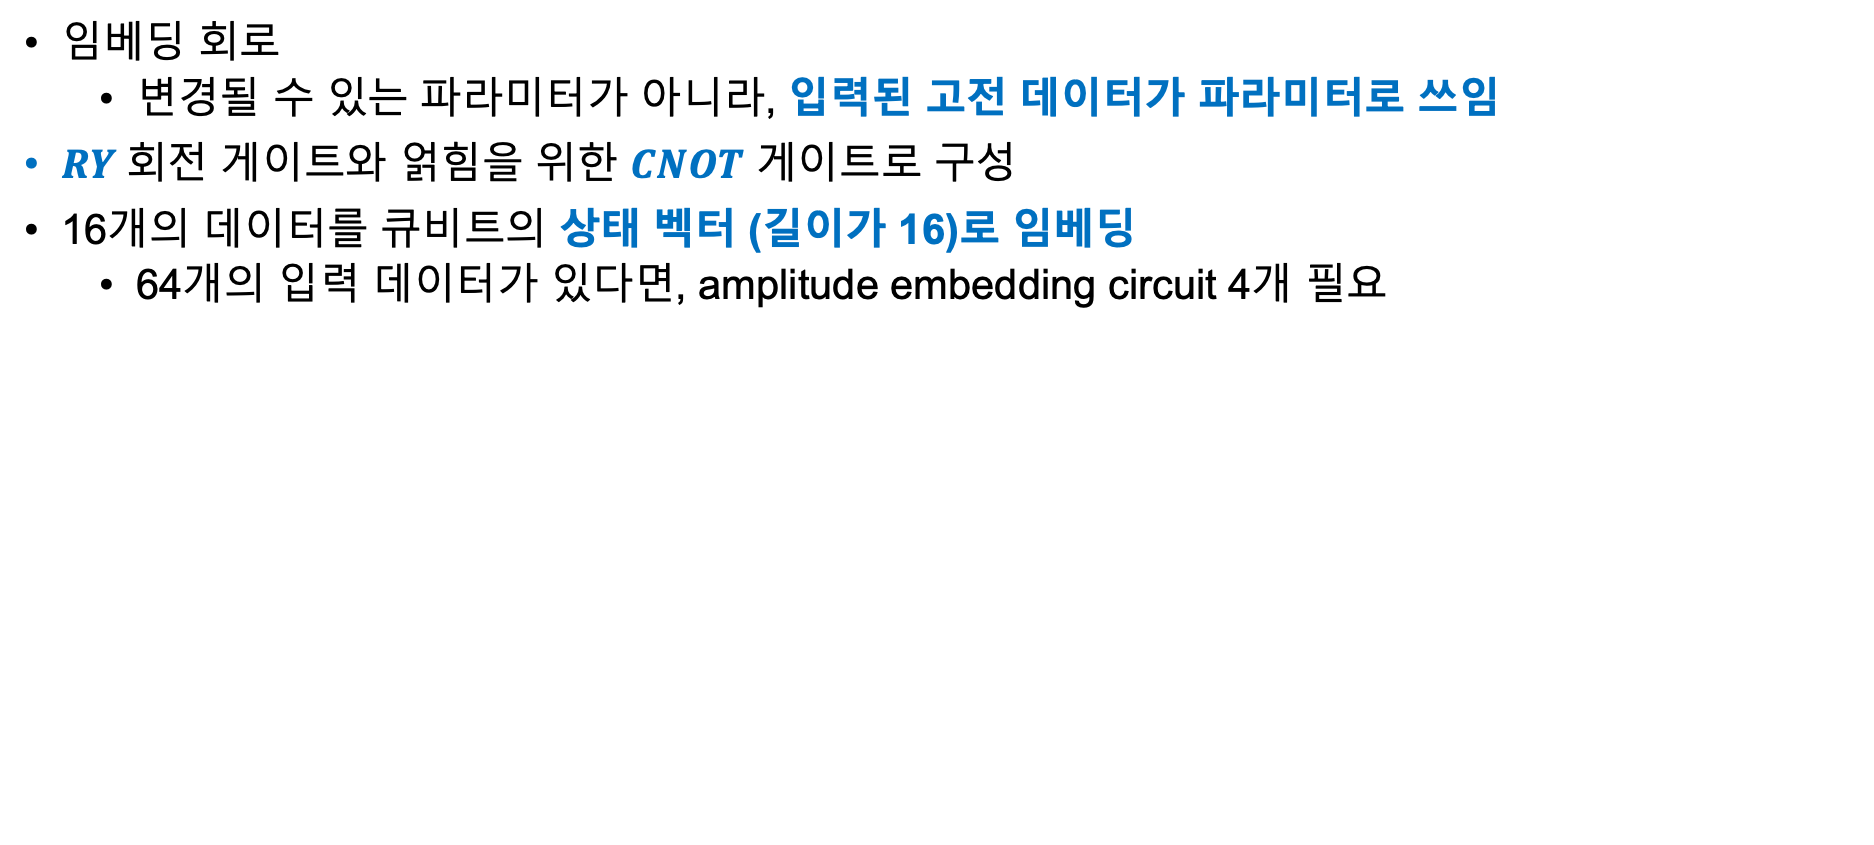 • 임베딩 회로
• 변경될 수 있는 파라미터가 아니라, 입력된 고전 데이터가 파라미터로 쓰임
• RY 회전 게이트와 얽힘을 위한 CNOT 게이트로 구성
• 16개의 데이터를 큐비트의 상태 벡터 (길이가 16)로 임베딩
• 64개의 입력 데이터가 있다면, amplitude embedding circuit 4개 필요